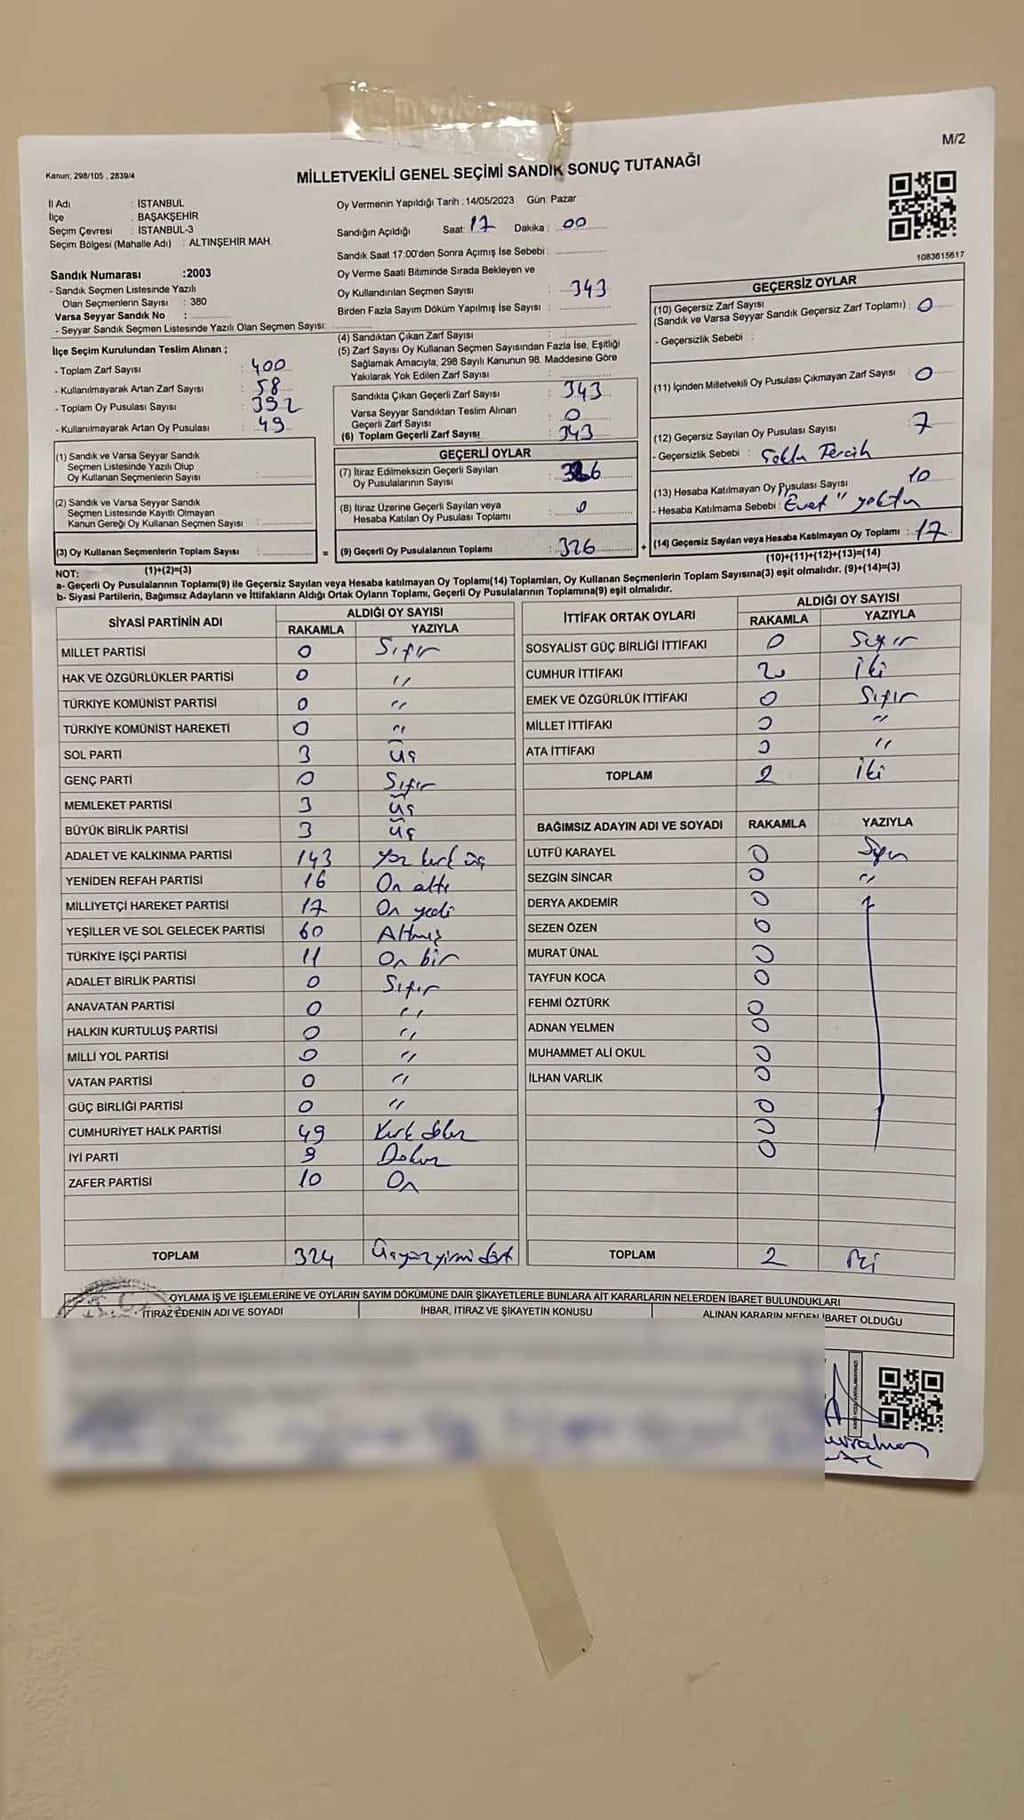 M/2
Kanun: 298/105 , 2839/4
MİLLETVEKİLİ GENEL SEÇİMİ SANDIK SONUÇ TUTANAĞI
İl Adı : İSTANBUL
İlçe : BAŞAKŞEHİR
Seçim Çevresi : İSTANBUL-3
Seçim Bölgesi (Mahalle Adı) : ALTINŞEHİR MAH.
Sandık Numarası :2003
- Sandık Seçmen Listesinde Yazılı
Olan Seçmenlerin Sayısı : 380
Varsa Seyyar Sandık No :
- Seyyar Sandık Seçmen Listesinde Yazılı Olan Seçmen Sayısı:
İlçe Seçim Kurulundan Teslim Alınan ;
- Toplam Zarf Sayısı : 400
- Kullanılmayarak Artan Zarf Sayısı : 58
- Toplam Oy Pusulası Sayısı : 392
- Kullanılmayarak Artan Oy Pusulası : 49
(1) Sandık ve Varsa Seyyar Sandık
Seçmen Listesinde Yazılı Olup
Oy Kullanan Seçmenlerin Sayısı :
(2) Sandık ve Varsa Seyyar Sandık
Seçmen Listesinde Kayıtlı Olmayan
Kanun Gereği Oy Kullanan Seçmen Sayısı :
(3) Oy Kullanan Seçmenlerin Toplam Sayısı :
(1)+(2)=(3)
Oy Vermenin Yapıldığı Tarih :14/05/2023 Gün: Pazar
Sandığın Açıldığı Saat : 17 Dakika : 00
Sandık Saat 17:00'den Sonra Açımış İse Sebebi :
Oy Verme Saati Bitiminde Sırada Bekleyen ve
Oy Kullandırılan Seçmen Sayısı : 343
Birden Fazla Sayım Döküm Yapılmış İse Sayısı :
(4) Sandıktan Çıkan Zarf Sayısı :
(5) Zarf Sayısı Oy Kullanan Seçmen Sayısından Fazla İse, Eşitliği
Sağlamak Amacıyla; 298 Sayılı Kanunun 98. Maddesine Göre
Yakılarak Yok Edilen Zarf Sayısı :
Sandıkta Çıkan Geçerli Zarf Sayısı : 343
Varsa Seyyar Sandıktan Teslim Alınan
Geçerli Zarf Sayısı : 0
(6) Toplam Geçerli Zarf Sayısı : 343
GEÇERLİ OYLAR
(7) İtiraz Edilmeksizin Geçerli Sayılan
Oy Pusulalarının Sayısı : 326
(8) İtiraz Üzerine Geçerli Sayılan veya
Hesaba Katılan Oy Pusulası Toplamı : 0
= (9) Geçerli Oy Pusulalarının Toplamı : 326
1083615617
GEÇERSİZ OYLAR
(10) Geçersiz Zarf Sayısı
(Sandık ve Varsa Seyyar Sandık Geçersiz Zarf Toplamı) : 0
- Geçersizlik Sebebi :
(11) İçinden Milletvekili Oy Pusulası Çıkmayan Zarf Sayısı : 0
(12) Geçersiz Sayılan Oy Pusulası Sayısı : 7
- Geçersizlik Sebebi : Çoklu Tercih
(13) Hesaba Katılmayan Oy Pusulası Sayısı : 10
- Hesaba Katılmama Sebebi : "Evet" yoktu
+ (14) Geçersiz Sayılan veya Hesaba Katılmayan Oy Toplamı : 17
(10)+(11)+(12)+(13)=(14)
NOT:
a- Geçerli Oy Pusulalarının Toplamı(9) ile Geçersiz Sayılan veya Hesaba katılmayan Oy Toplamı(14) Toplamları, Oy Kullanan Seçmenlerin Toplam Sayısına(3) eşit olmalıdır. (9)+(14)=(3)
b- Siyasi Partilerin, Bağımsız Adayların ve İttifakların Aldığı Ortak Oyların Toplamı, Geçerli Oy Pusulalarının Toplamına(9) eşit olmalıdır.
SİYASİ PARTİNİN ADI ALDIĞI OY SAYISI
RAKAMLA YAZIYLA
MİLLET PARTİSİ 0 Sıfır
HAK VE ÖZGÜRLÜKLER PARTİSİ 0 "
TÜRKİYE KOMÜNİST PARTİSİ 0 "
TÜRKİYE KOMÜNİST HAREKETİ 0 "
SOL PARTİ 3 üç
GENÇ PARTİ 0 Sıfır
MEMLEKET PARTİSİ 3 üç
BÜYÜK BİRLİK PARTİSİ 3 üç
ADALET VE KALKINMA PARTİSİ 143 Yüz kırk üç
YENİDEN REFAH PARTİSİ 16 On altı
MİLLİYETÇİ HAREKET PARTİSİ 17 On yedi
YEŞİLLER VE SOL GELECEK PARTİSİ 60 Altmış
TÜRKİYE İŞÇİ PARTİSİ 11 On bir
ADALET BİRLİK PARTİSİ 0 Sıfır
ANAVATAN PARTİSİ 0 "
HALKIN KURTULUŞ PARTİSİ 0 "
MİLLİ YOL PARTİSİ 0 "
VATAN PARTİSİ 0 "
GÜÇ BİRLİĞİ PARTİSİ 0 "
CUMHURİYET HALK PARTİSİ 49 Kırk dokuz
İYİ PARTİ 9 Dokuz
ZAFER PARTİSİ 10 On
TOPLAM 324 Üçyüzyirmi dört
İTTİFAK ORTAK OYLARI ALDIĞI OY SAYISI
RAKAMLA YAZIYLA
SOSYALİST GÜÇ BİRLİĞİ İTTİFAKI 0 Sıfır
CUMHUR İTTİFAKI 2 İki
EMEK VE ÖZGÜRLÜK İTTİFAKI 0 Sıfır
MİLLET İTTİFAKI 0 "
ATA İTTİFAKI 0 "
TOPLAM 2 İki
BAĞIMSIZ ADAYIN ADI VE SOYADI RAKAMLA YAZIYLA
LÜTFÜ KARAYEL 0 Sıfır
SEZGİN SİNCAR 0 "
DERYA AKDEMİR 0
SEZEN ÖZEN 0
MURAT ÜNAL 0
TAYFUN KOCA 0
FEHMİ ÖZTÜRK 0
ADNAN YELMEN 0
MUHAMMET ALİ OKUL 0
İLHAN VARLIK 0
0
0
0
TOPLAM 2 İki
OYLAMA İŞ VE İŞLEMLERİNE VE OYLARIN SAYIM DÖKÜMÜNE DAİR ŞİKAYETLERLE BUNLARA AİT KARARLARIN NELERDEN İBARET BULUNDUKLARI
İTİRAZ EDENİN ADI VE SOYADI İHBAR, İTİRAZ VE ŞİKAYETİN KONUSU ALINAN KARARIN NEDEN İBARET OLDUĞU